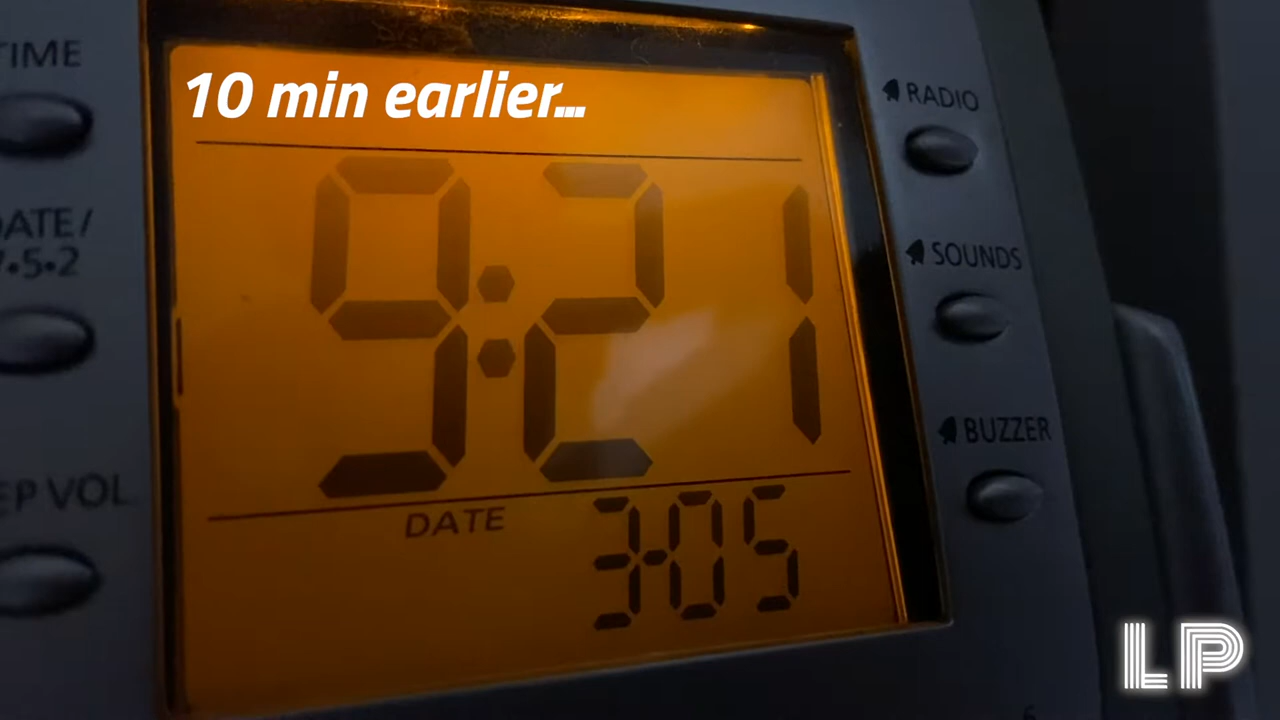 TIME
10 min earlier...
RADIO
DATE/
7•5•2
9:21
SOUNDS
BUZZER
EP VOL
DATE 3-05
LP